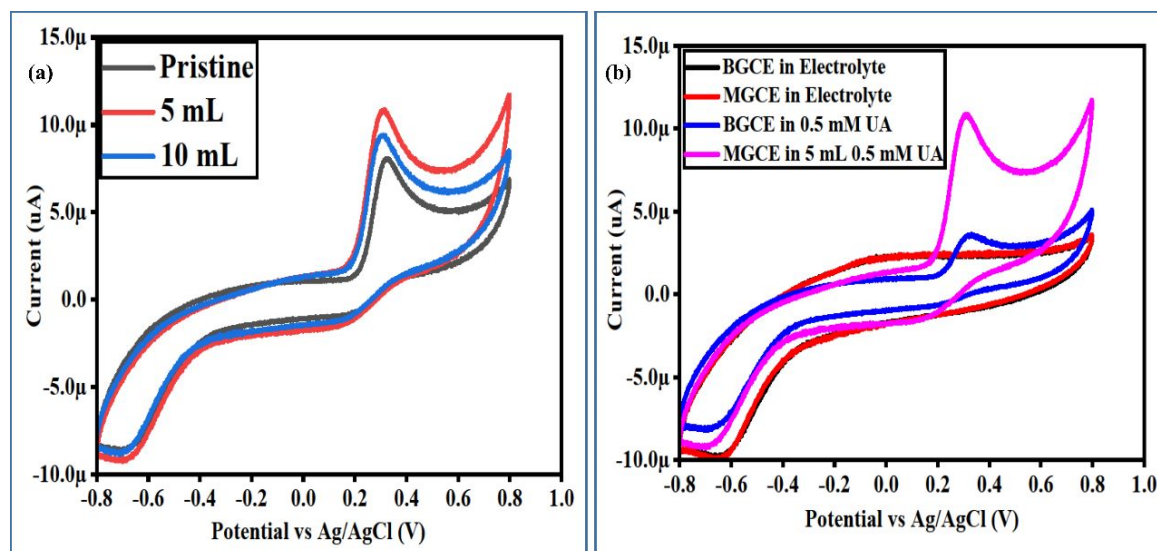 (a)
15.0µ
10.0µ
5.0µ
0.0
-5.0µ
-10.0µ
Current (uA)
Pristine
5 mL
10 mL
-0.8 -0.6 -0.4 -0.2 0.0 0.2 0.4 0.6 0.8 1.0
Potential vs Ag/AgCl (V)
(b)
15.0µ
10.0µ
5.0µ
0.0
-5.0µ
-10.0µ
Current (uA)
BGCE in Electrolyte
MGCE in Electrolyte
BGCE in 0.5 mM UA
MGCE in 5 mL 0.5 mM UA
-0.8 -0.6 -0.4 -0.2 0.0 0.2 0.4 0.6 0.8 1.0
Potential vs Ag/AgCl (V)